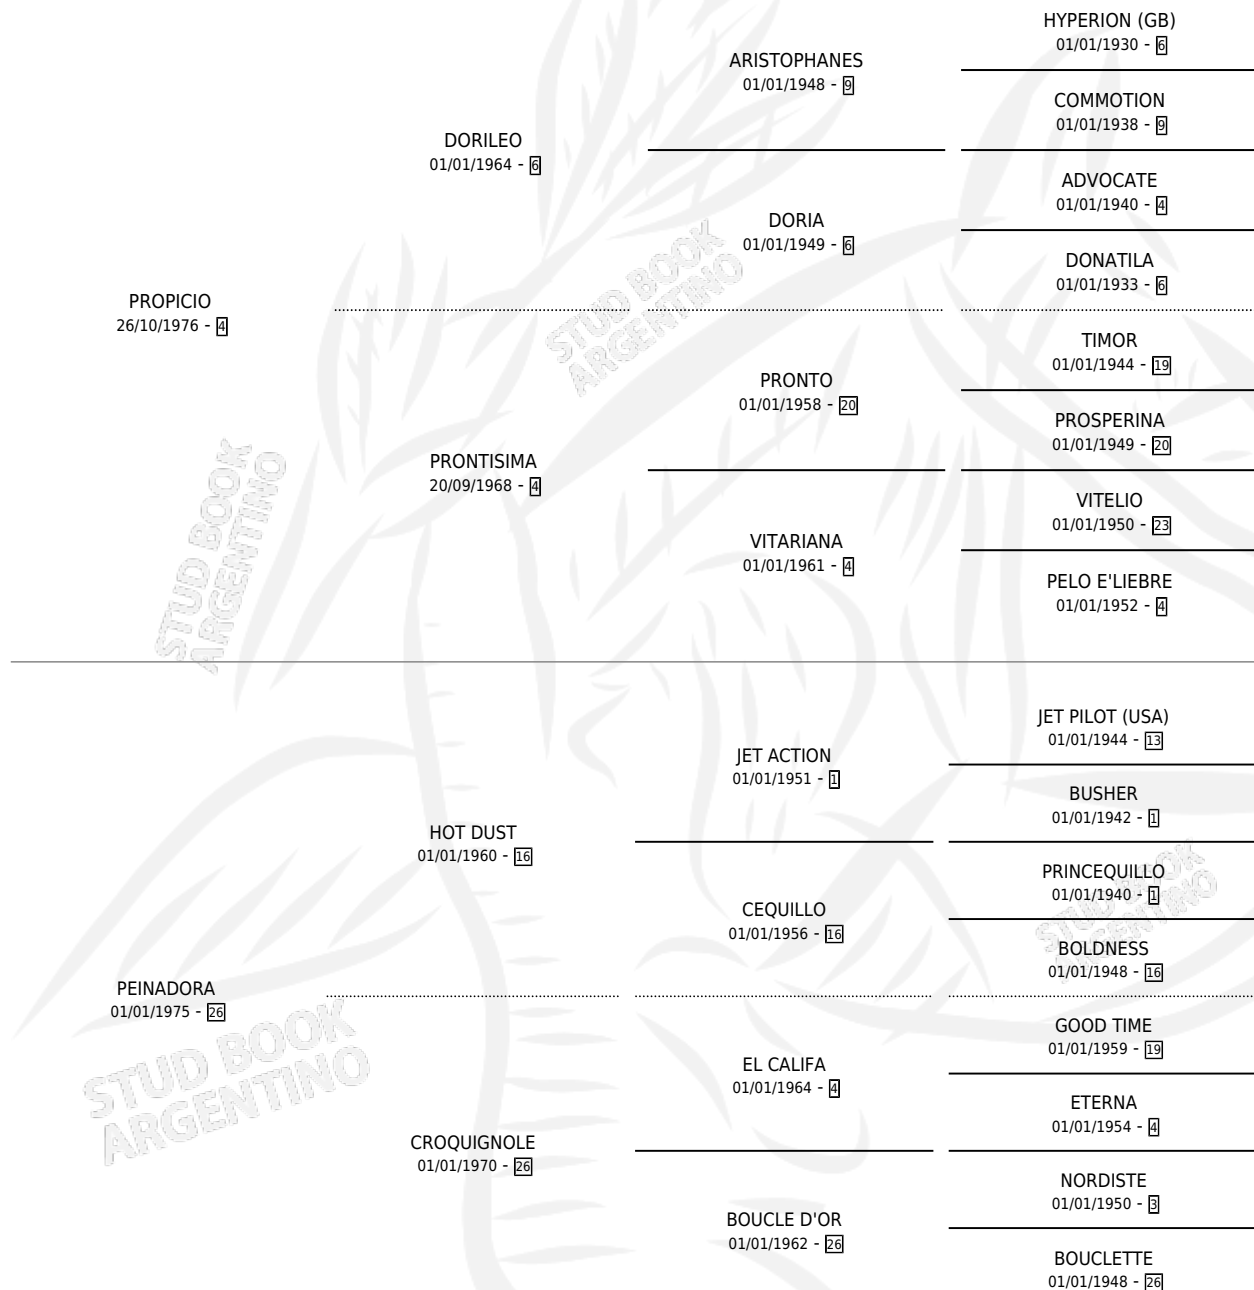 HYPERION (GB)
01/01/1930 - 6
ARISTOPHANES
01/01/1948 - 9
COMMOTION
01/01/1938 - 9
DORILEO
01/01/1964 - 6
ADVOCATE
01/01/1940 - 4
DORIA
01/01/1949 - 6
DONATILA
01/01/1933 - 6
PROPICIO
26/10/1976 - 4
TIMOR
01/01/1944 - 19
PRONTO
01/01/1958 - 20
PROSPERINA
01/01/1949 - 20
PRONTISIMA
20/09/1968 - 4
VITELIO
01/01/1950 - 23
VITARIANA
01/01/1961 - 4
PELO E'LIEBRE
01/01/1952 - 4
JET PILOT (USA)
01/01/1944 - 13
JET ACTION
01/01/1951 - 1
BUSHER
01/01/1942 - 1
HOT DUST
01/01/1960 - 16
PRINCEQUILLO
01/01/1940 - 1
CEQUILLO
01/01/1956 - 16
BOLDNESS
01/01/1948 - 16
PEINADORA
01/01/1975 - 26
GOOD TIME
01/01/1959 - 19
EL CALIFA
01/01/1964 - 4
ETERNA
01/01/1954 - 4
CROQUIGNOLE
01/01/1970 - 26
NORDISTE
01/01/1950 - 3
BOUCLE D'OR
01/01/1962 - 26
BOUCLETTE
01/01/1948 - 26
STUD BOOK
ARGENTINO
STUD BOOK
ARGENTINO
STUD BOOK
ARGENTINO
STUD BOOK
ARGENTINO